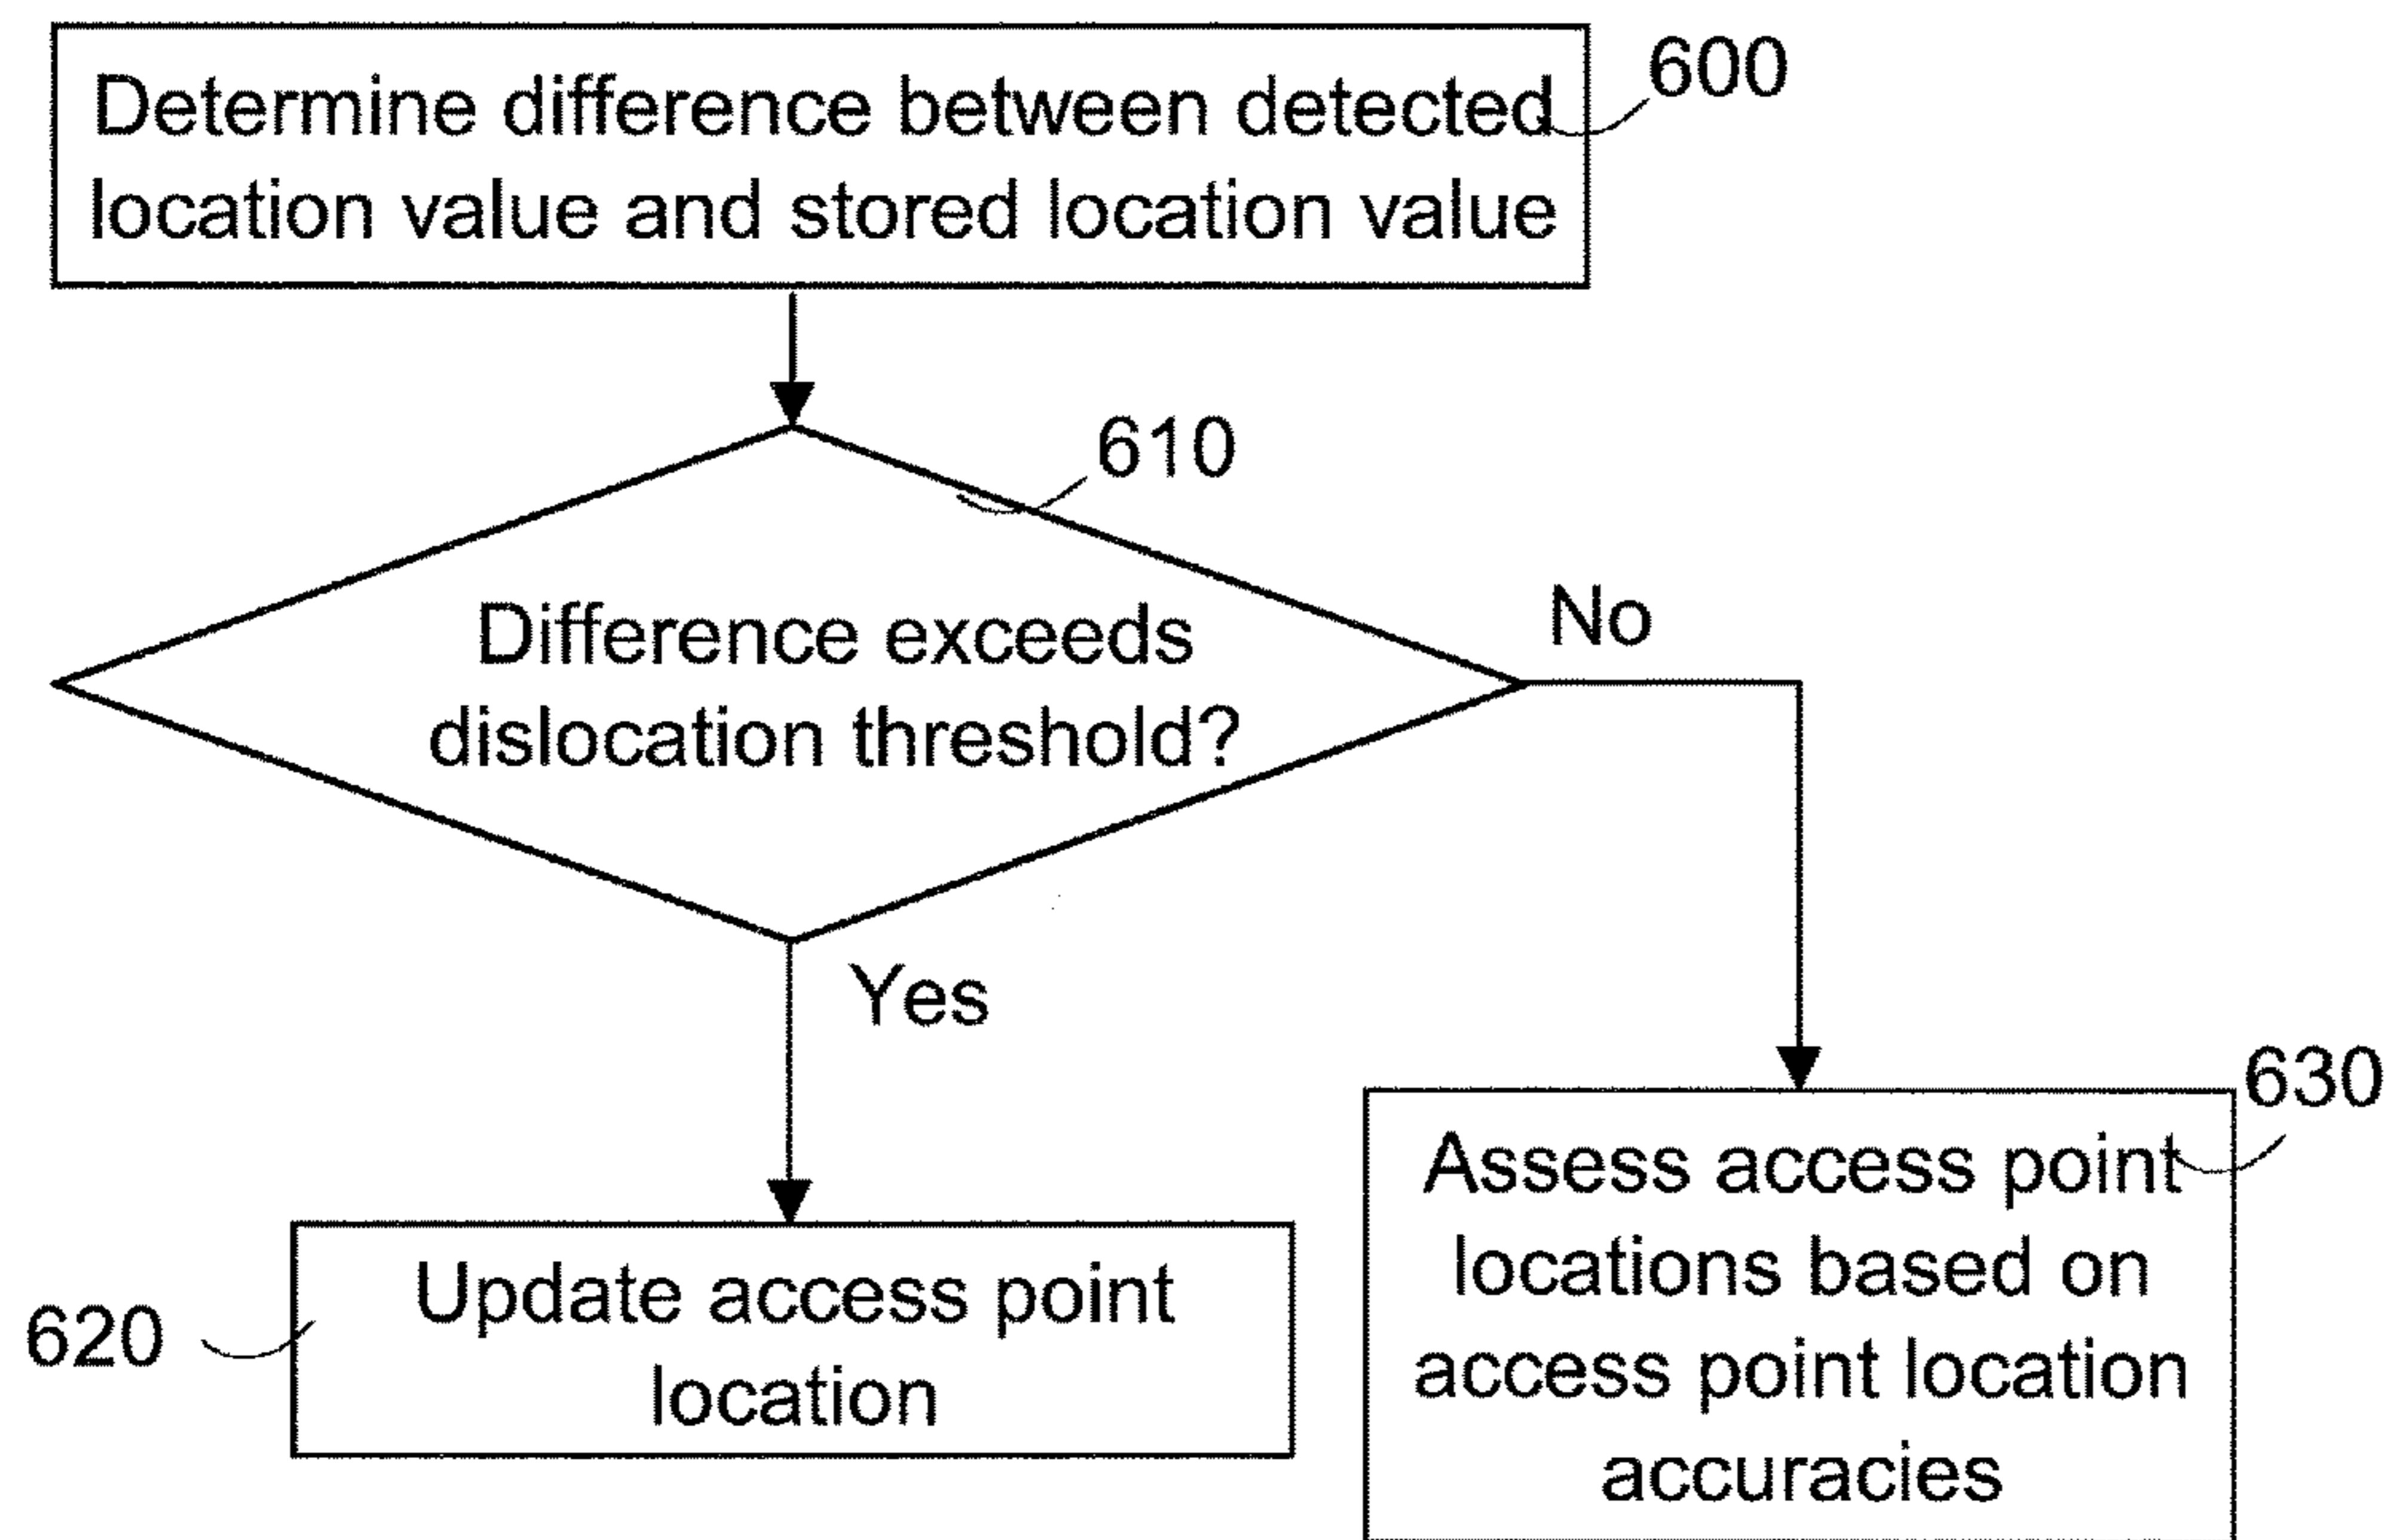 Determine difference between detected
location value and stored location value
600
610
Difference exceeds
dislocation threshold?
No
Yes
620
Update access point
location
630
Assess access point
locations based on
access point location
accuracies